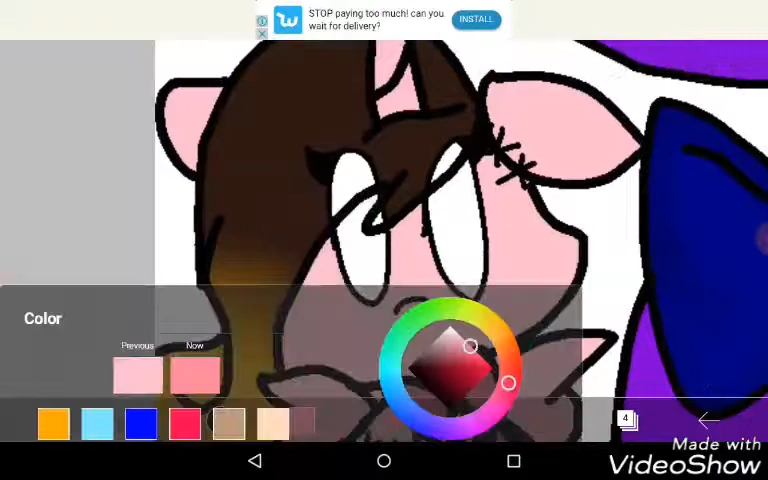 STOP paying too much! can you
wait for delivery?
INSTALL
Color
Previous
Now
4
Made with
VideoShow